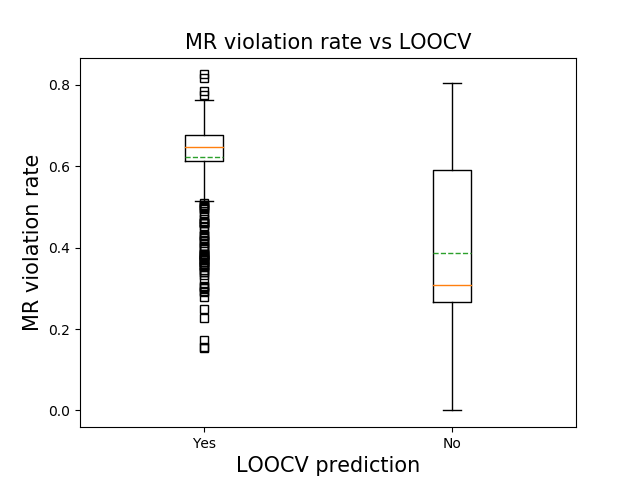 MR violation rate vs LOOCV
MR violation rate
0.8
0.6
0.4
0.2
0.0
Yes
No
LOOCV prediction